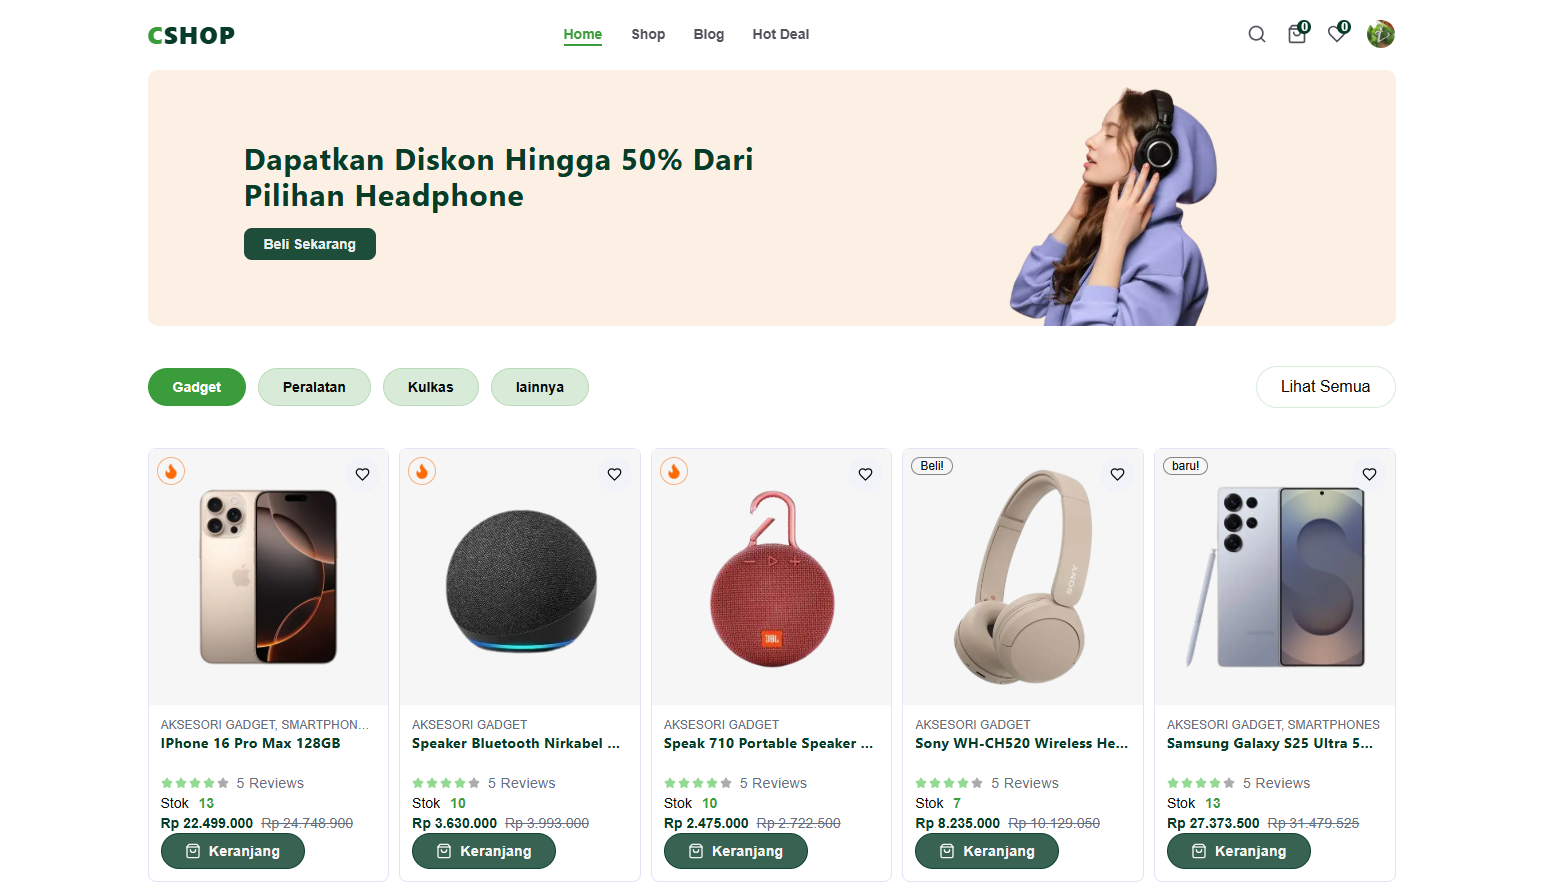 CSHOP
Home Shop Blog Hot Deal
0 0
Dapatkan Diskon Hingga 50% Dari
Pilihan Headphone
Beli Sekarang
Gadget Peralatan Kulkas lainnya Lihat Semua
Beli! baru!
SONY
JBL
AKSESORI GADGET, SMARTPHON...
IPhone 16 Pro Max 128GB
5 Reviews
Stok 13
Rp 22.499.000 Rp 24.748.900
Keranjang
AKSESORI GADGET
Speaker Bluetooth Nirkabel ...
5 Reviews
Stok 10
Rp 3.630.000 Rp 3.993.000
Keranjang
AKSESORI GADGET
Speak 710 Portable Speaker ...
5 Reviews
Stok 10
Rp 2.475.000 Rp 2.722.500
Keranjang
AKSESORI GADGET
Sony WH-CH520 Wireless He...
5 Reviews
Stok 7
Rp 8.235.000 Rp 10.129.050
Keranjang
AKSESORI GADGET, SMARTPHONES
Samsung Galaxy S25 Ultra 5...
5 Reviews
Stok 13
Rp 27.373.500 Rp 31.479.525
Keranjang